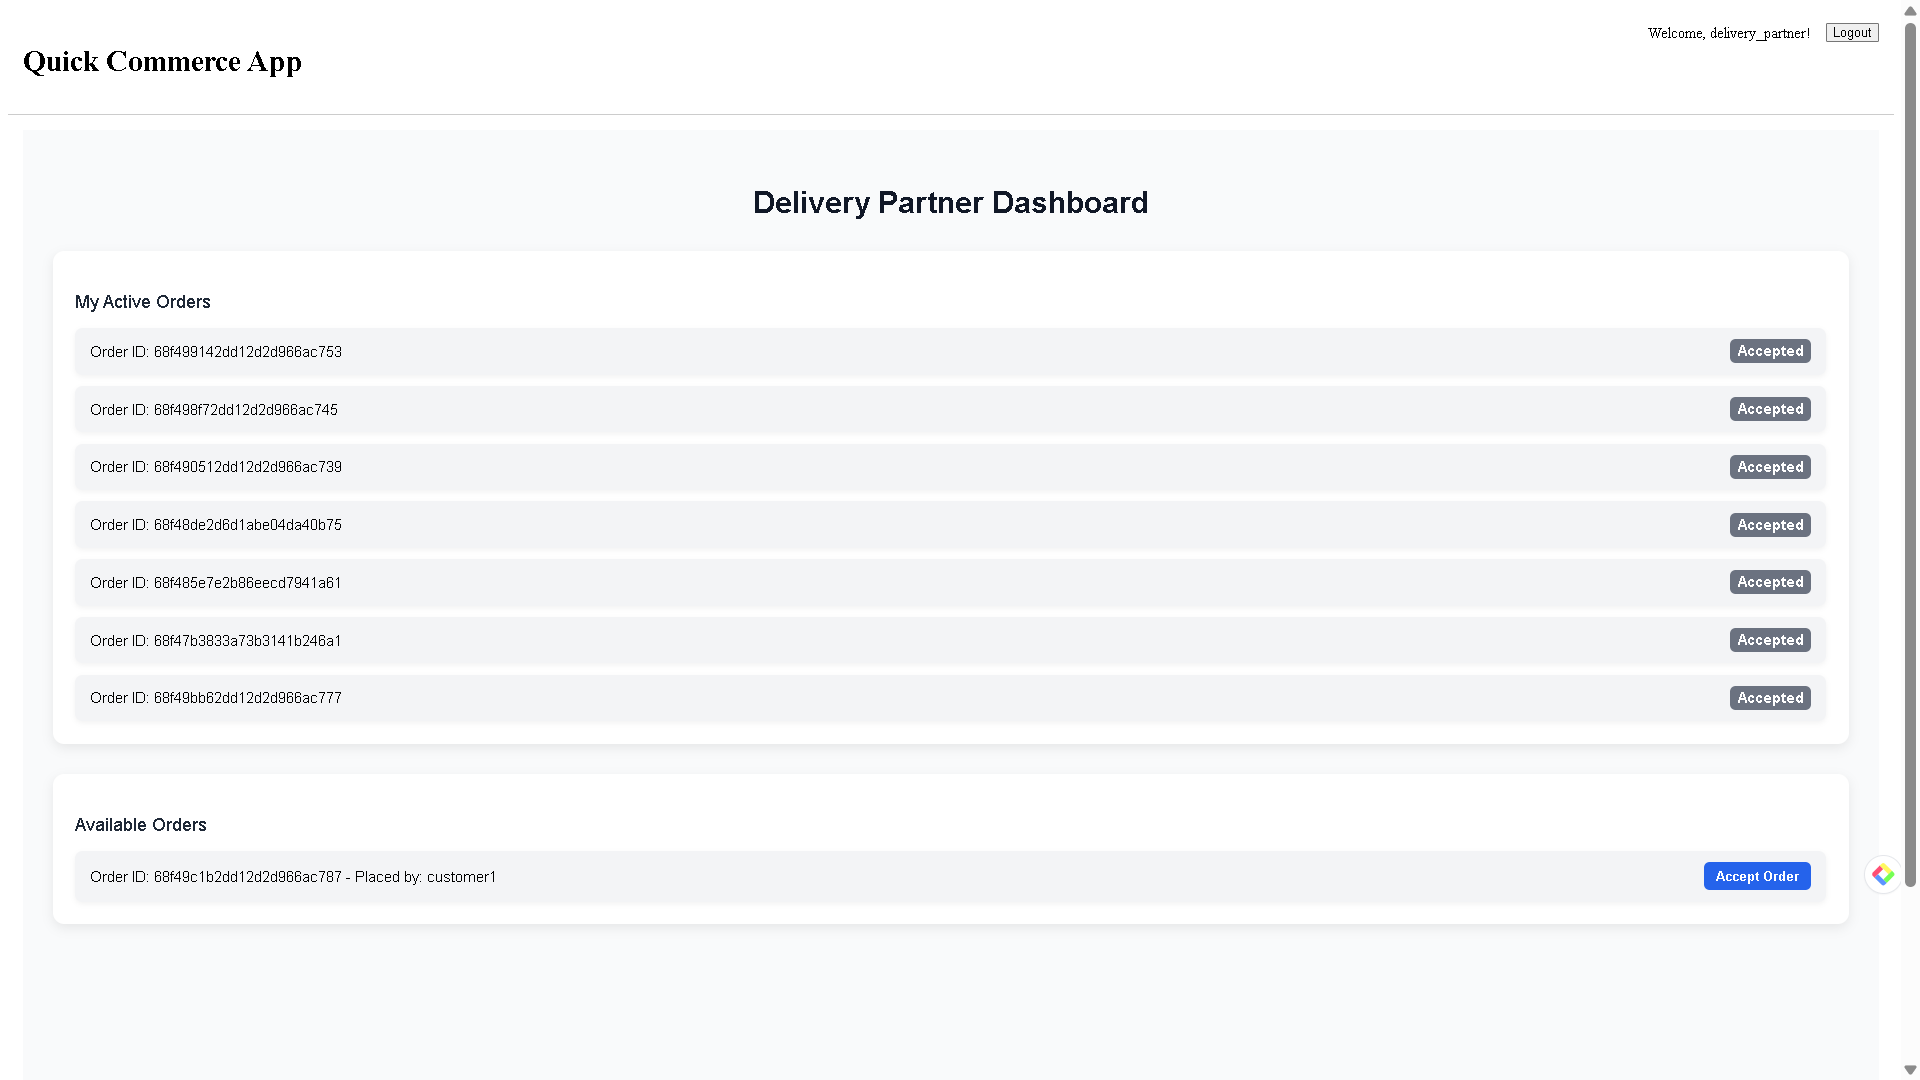 Welcome, delivery_partner! Logout
Quick Commerce App
Delivery Partner Dashboard
My Active Orders
Order ID: 68f499142dd12d2d966ac753 Accepted
Order ID: 68f498f72dd12d2d966ac745 Accepted
Order ID: 68f490512dd12d2d966ac739 Accepted
Order ID: 68f48de2d6d1abe04da40b75 Accepted
Order ID: 68f485e7e2b86eecd7941a61 Accepted
Order ID: 68f47b3833a73b3141b246a1 Accepted
Order ID: 68f49bb62dd12d2d966ac777 Accepted
Available Orders
Order ID: 68f49c1b2dd12d2d966ac787 - Placed by: customer1 Accept Order